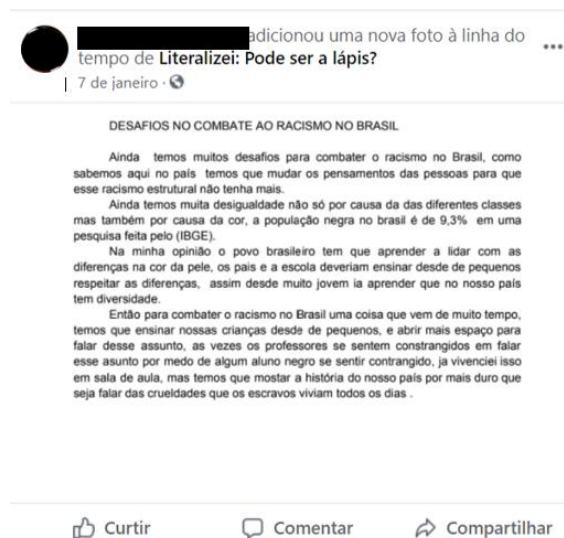 adicionou uma nova foto à linha do
tempo de Literalizei: Pode ser a lápis?
7 de janeiro ·
DESAFIOS NO COMBATE AO RACISMO NO BRASIL
Ainda temos muitos desafios para combater o racismo no Brasil, como
sabemos aqui no país temos que mudar os pensamentos das pessoas para que
esse racismo estrutural não tenha mais.
Ainda temos muita desigualdade não só por causa da das diferentes classes
mas também por causa da cor, a população negra no brasil é de 9,3% em uma
pesquisa feita pelo (IBGE).
Na minha opinião o povo brasileiro tem que aprender a lidar com as
diferenças na cor da pele, os pais e a escola deveriam ensinar desde de pequenos
respeitar as diferenças, assim desde muito jovem ia aprender que no nosso país
tem diversidade.
Então para combater o racismo no Brasil uma coisa que vem de muito tempo,
temos que ensinar nossas crianças desde de pequenos, e abrir mais espaço para
falar desse assunto, as vezes os professores se sentem constrangidos em falar
esse asunto por medo de algum aluno negro se sentir contrangido, ja vivenciei isso
em sala de aula, mas temos que mostar a história do nosso país por mais duro que
seja falar das crueldades que os escravos viviam todos os dias .
Curtir
Comentar
Compartilhar